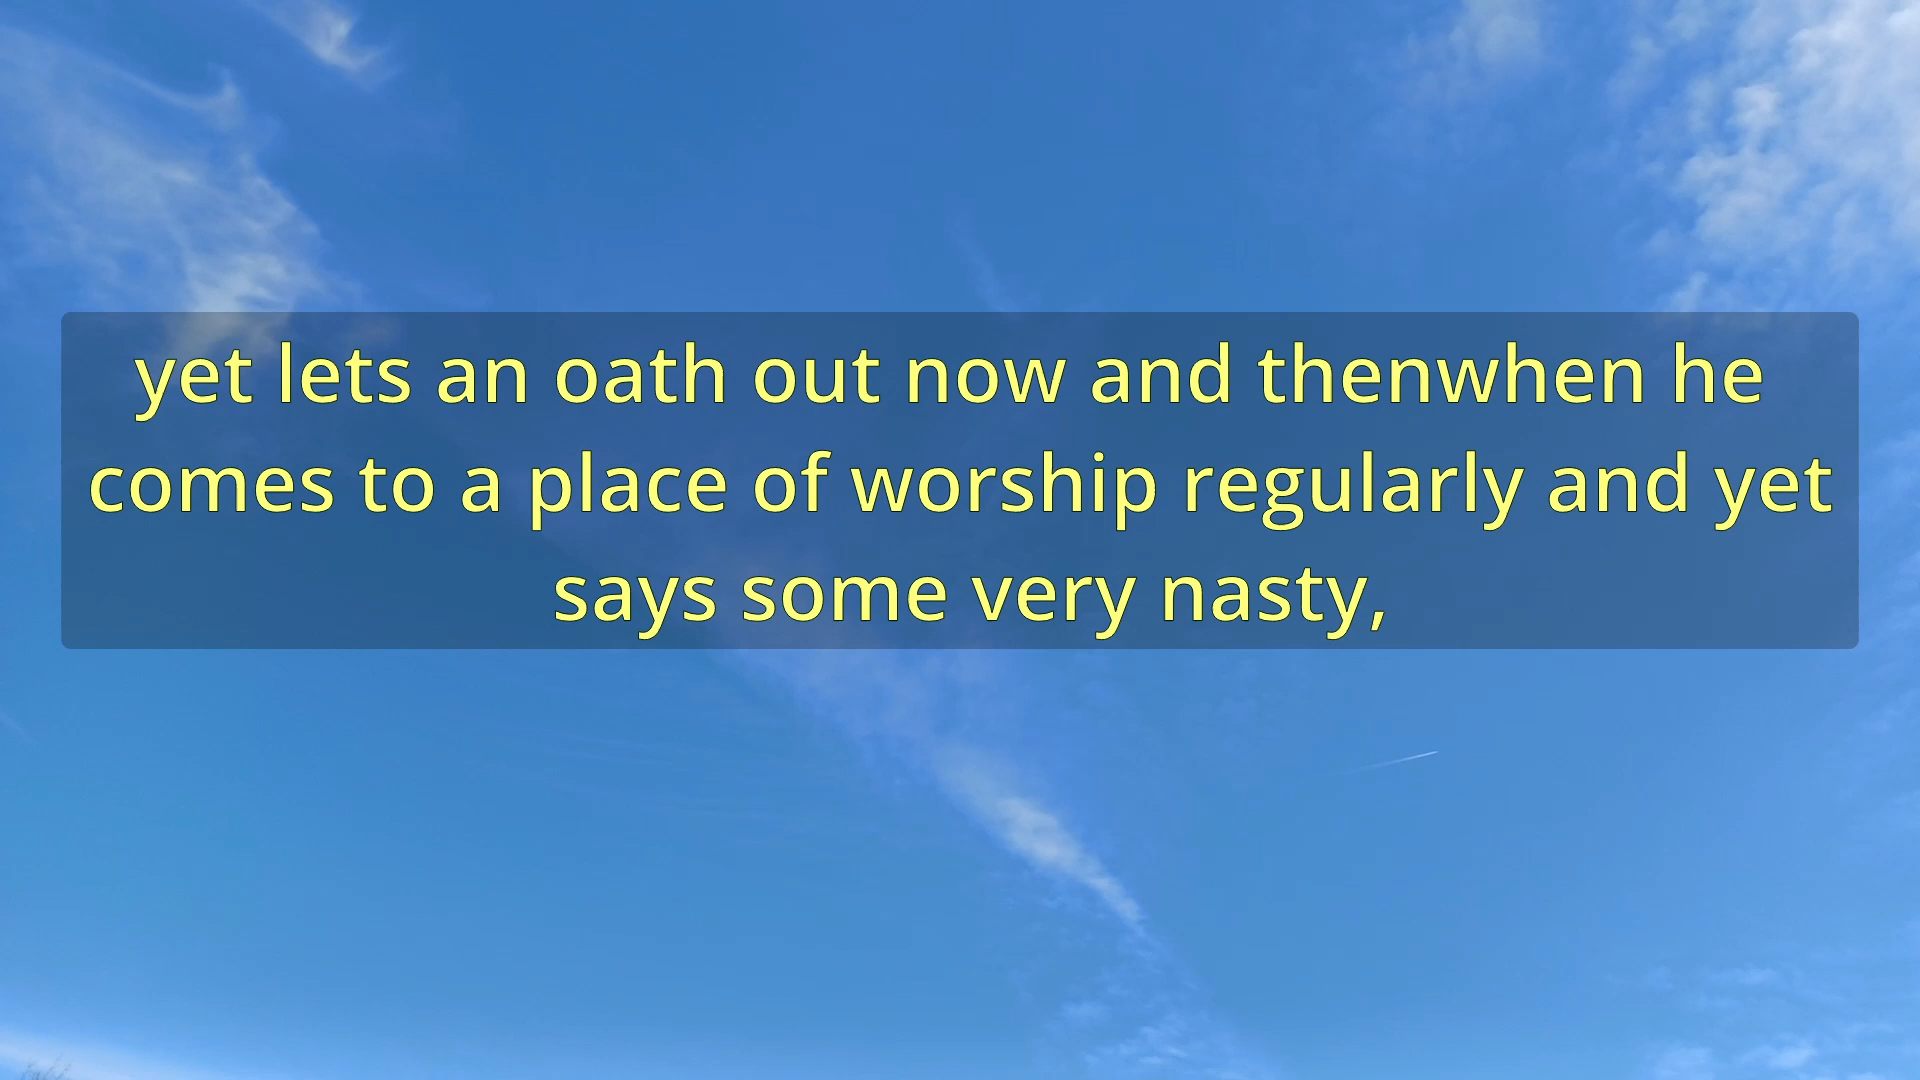 yet lets an oath out now and thenwhen he
comes to a place of worship regularly and yet
says some very nasty,